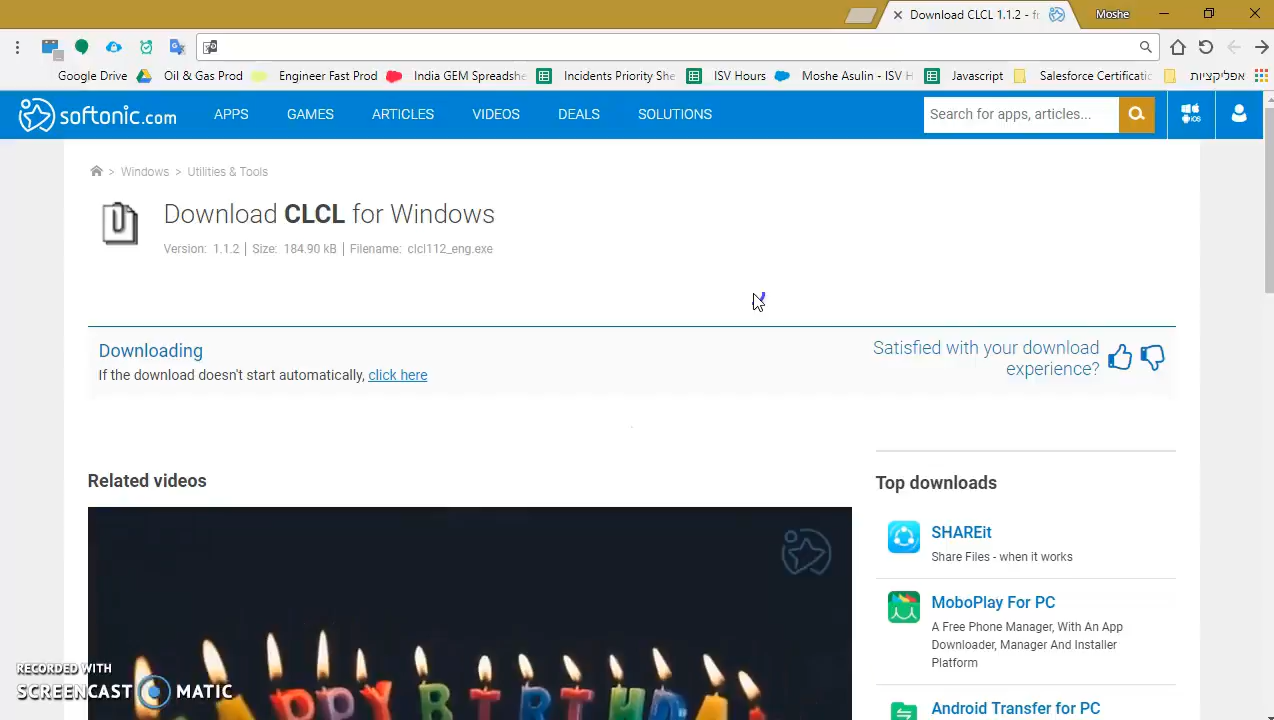 Download CLCL 1.1.2 - fr
Moshe
Google Drive
Oil & Gas Prod
Engineer Fast Prod
India GEM Spreadshe
Incidents Priority She
ISV Hours
Moshe Asulin - ISV H
Javascript
Salesforce Certificatic
אפליקציות
softonic.com
APPS
GAMES
ARTICLES
VIDEOS
DEALS
SOLUTIONS
Search for apps, articles...
iOS
> Windows > Utilities & Tools
Download CLCL for Windows
Version: 1.1.2 | Size: 184.90 kB | Filename: clcl112_eng.exe
Downloading
If the download doesn't start automatically, click here
Satisfied with your download
experience?
Related videos
HAPPY BIRTHDA
Top downloads
SHAREit
Share Files - when it works
MoboPlay For PC
A Free Phone Manager, With An App
Downloader, Manager And Installer
Platform
Android Transfer for PC
RECORDED WITH
SCREENCAST MATIC